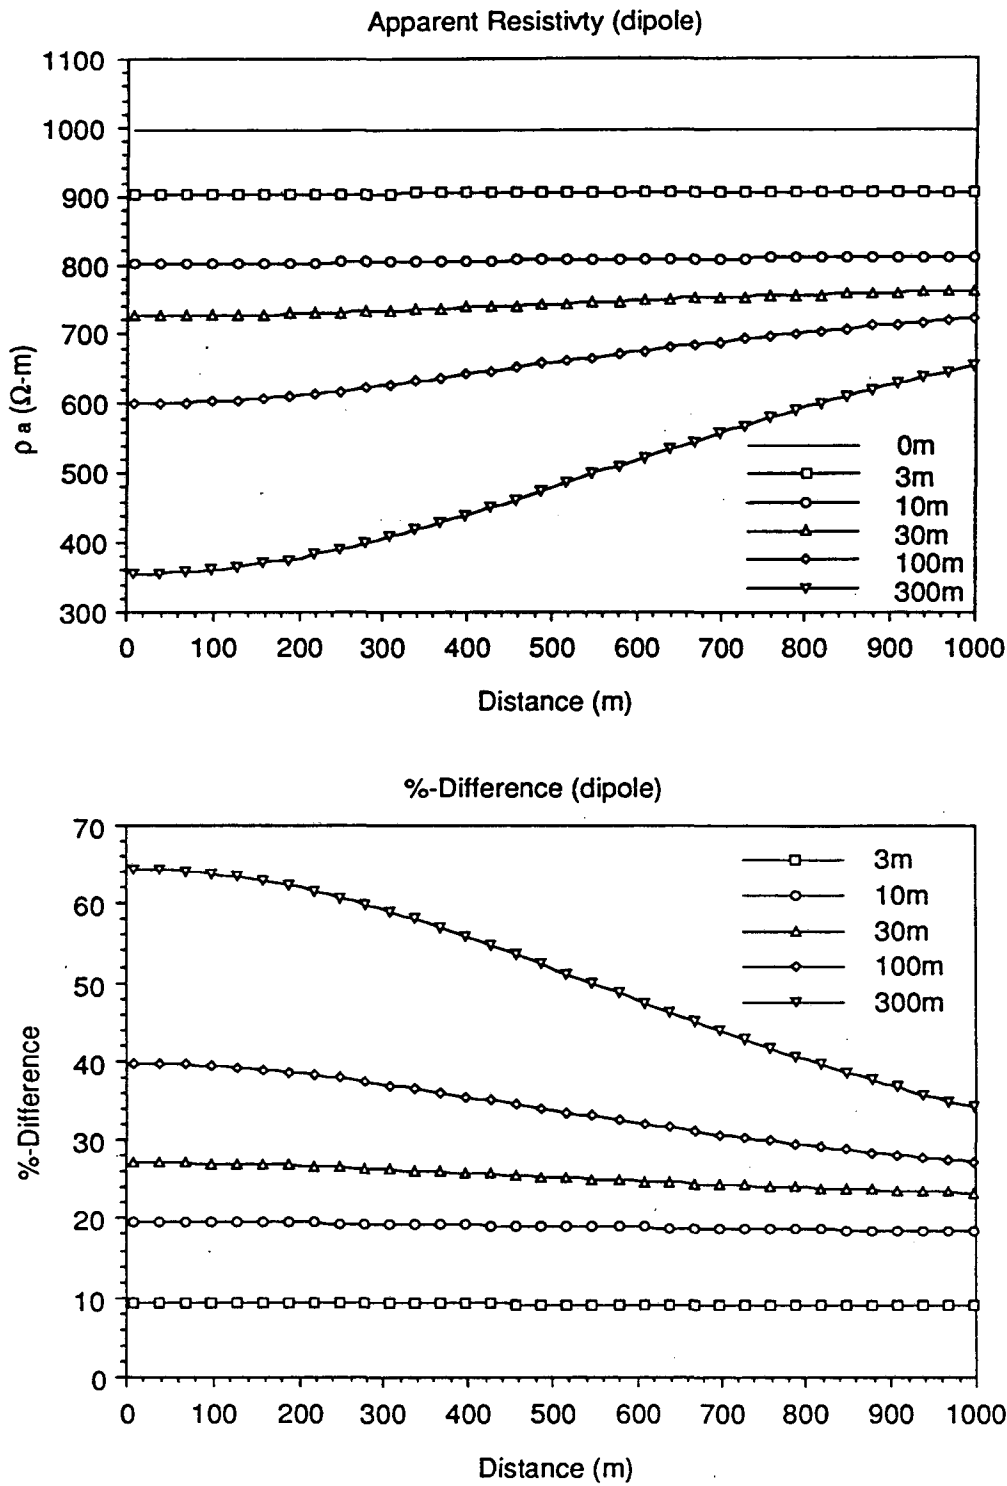 Apparent Resistivty (dipole)
1100
1000
900
800
700
600
500
400
300
ρa (Ω-m)
0m
3m
10m
30m
100m
300m
0 100 200 300 400 500 600 700 800 900 1000
Distance (m)
%-Difference (dipole)
70
60
50
40
30
20
10
0
%-Difference
3m
10m
30m
100m
300m
0 100 200 300 400 500 600 700 800 900 1000
Distance (m)